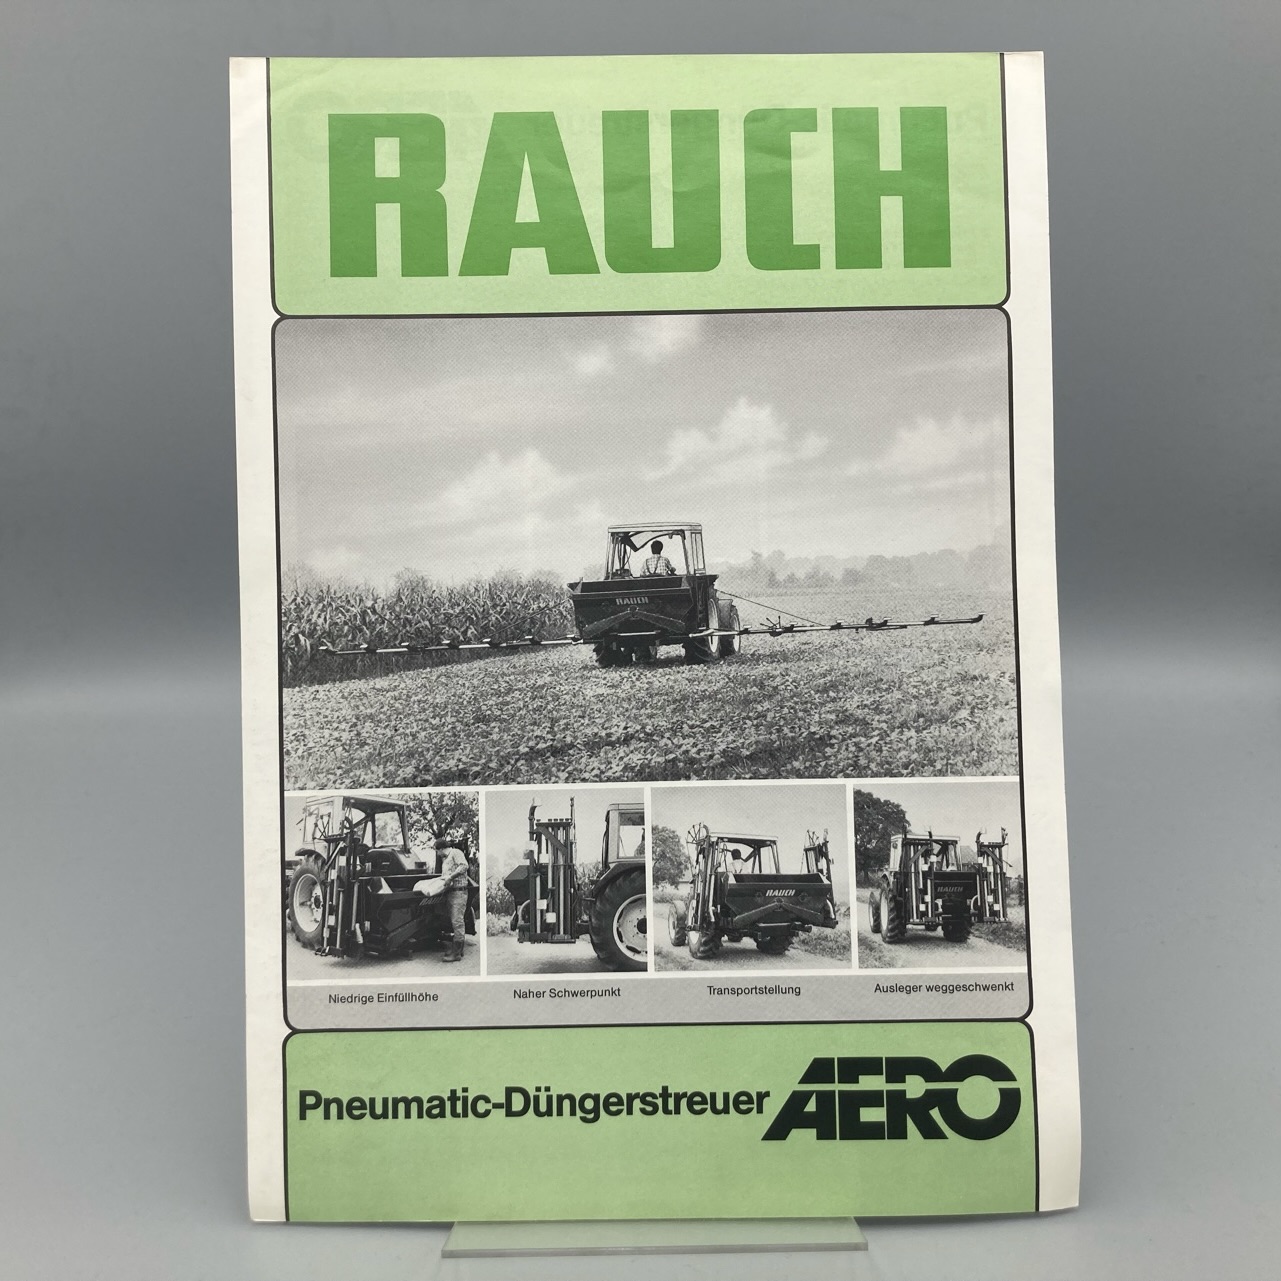 RAUCH
RAUCH
RAUCH
RAUCH
Niedrige Einfüllhöhe
Naher Schwerpunkt
Transportstellung
Ausleger weggeschwenkt
Pneumatic-Düngerstreuer AERO